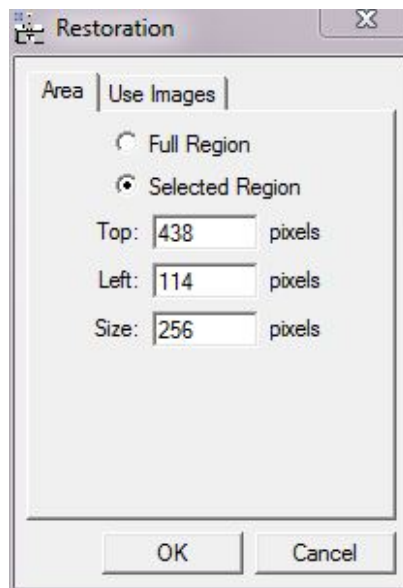 Restoration
Area Use Images
Full Region
Selected Region
Top: 438 pixels
Left: 114 pixels
Size: 256 pixels
OK Cancel